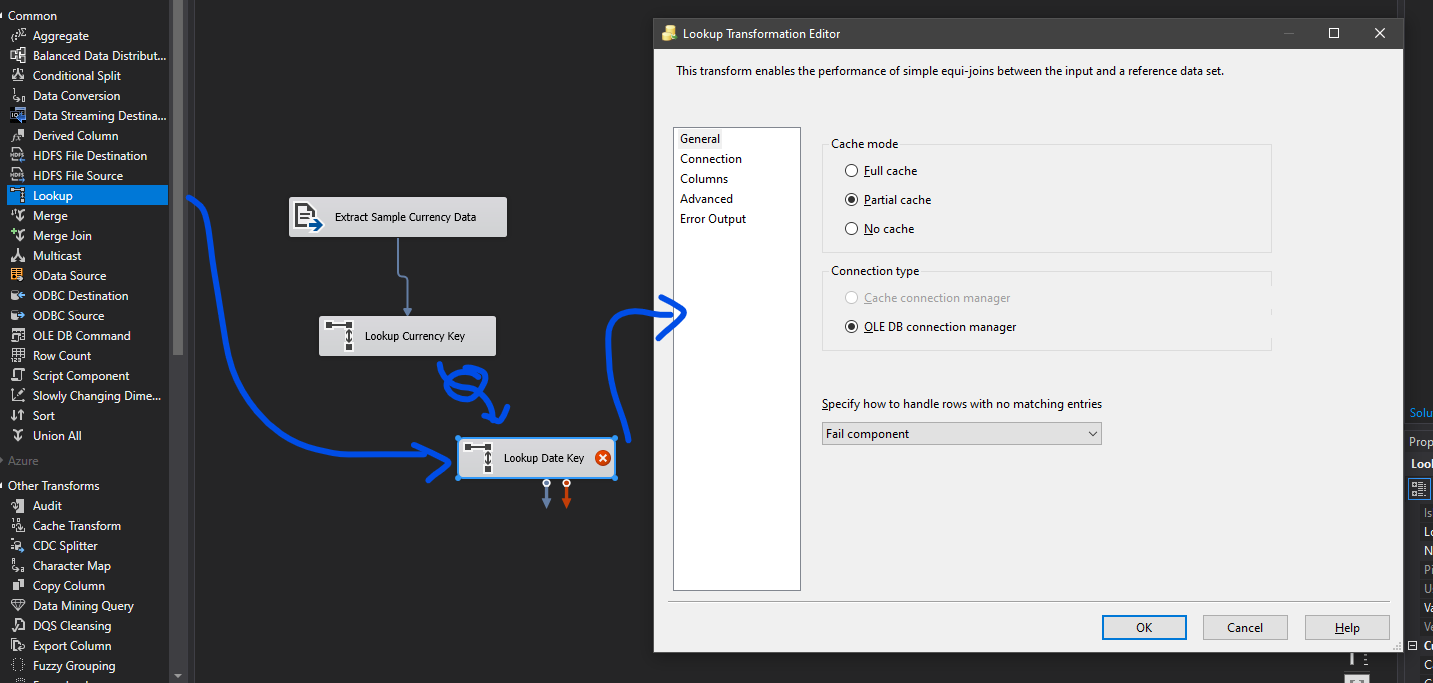 Common
Aggregate
Balanced Data Distribut...
Conditional Split
Data Conversion
Data Streaming Destina...
Derived Column
HDFS File Destination
HDFS File Source
Lookup
Merge
Merge Join
Multicast
OData Source
ODBC Destination
ODBC Source
OLE DB Command
Row Count
Script Component
Slowly Changing Dime...
Sort
Union All
Azure
Other Transforms
Audit
Cache Transform
CDC Splitter
Character Map
Copy Column
Data Mining Query
DQS Cleansing
Export Column
Fuzzy Grouping
Extract Sample Currency Data
Lookup Currency Key
Lookup Date Key
Lookup Transformation Editor
This transform enables the performance of simple equi-joins between the input and a reference data set.
General
Connection
Columns
Advanced
Error Output
Cache mode
Full cache
Partial cache
No cache
Connection type
Cache connection manager
OLE DB connection manager
Specify how to handle rows with no matching entries
Fail component
OK
Cancel
Help
Solu
Prop
Look
Is
Lo
N
Pi
U
Va
Ve